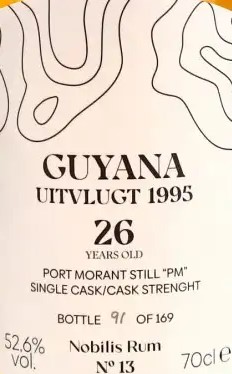 GUYANA
UITVLUGT 1995
26
YEARS OLD
PORT MORANT STILL "PM"
SINGLE CASK/CASK STRENGHT
BOTTLE 91 OF 169
52.6% vol. Nobilis Rum Nº 13 70cl e